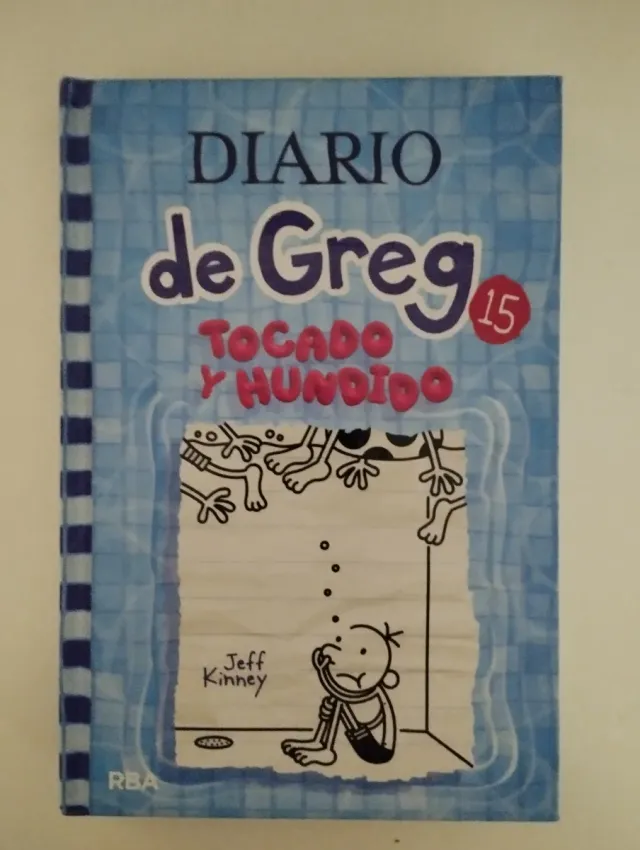 DIARIO
de Greg
15
TOCADO
Y HUNDIDO
Jeff
Kinney
RBA